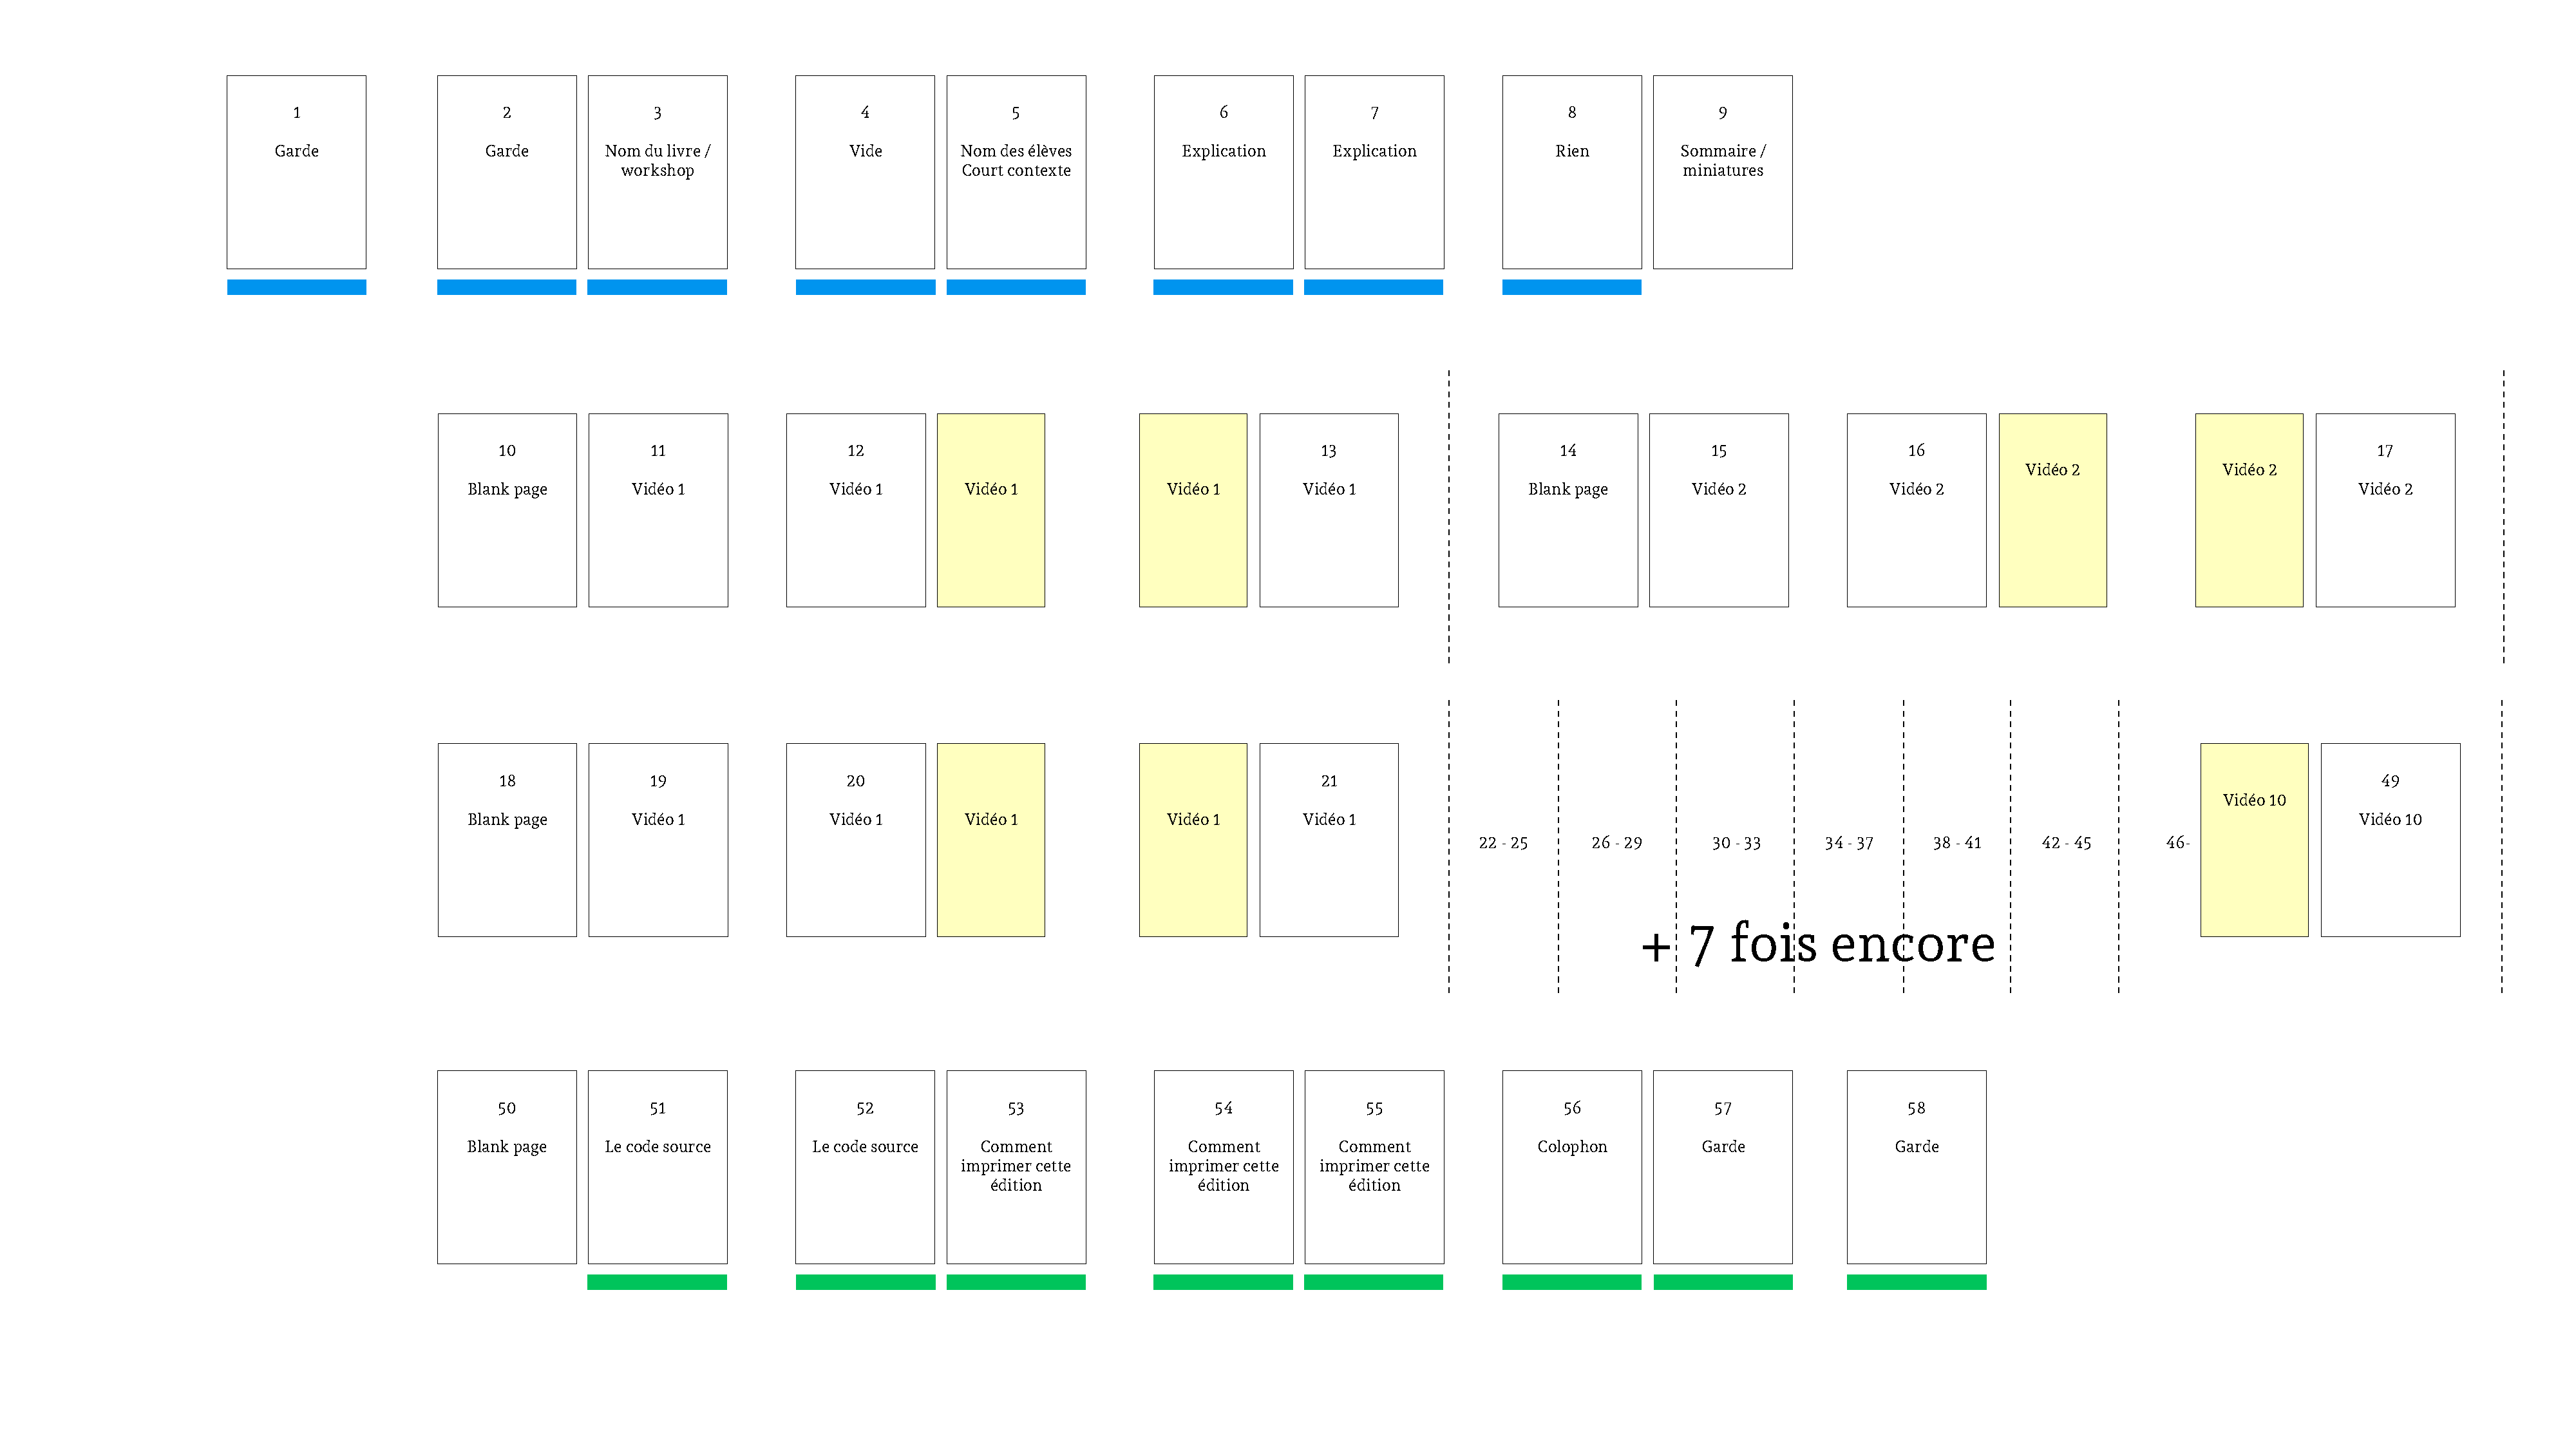 1
Garde
2
Garde
3
Nom du livre /
workshop
4
Vide
5
Nom des élèves
Court contexte
6
Explication
7
Explication
8
Rien
9
Sommaire /
miniatures
10
Blank page
11
Vidéo 1
12
Vidéo 1
Vidéo 1
Vidéo 1
13
Vidéo 1
14
Blank page
15
Vidéo 2
16
Vidéo 2
Vidéo 2
Vidéo 2
17
Vidéo 2
18
Blank page
19
Vidéo 1
20
Vidéo 1
Vidéo 1
Vidéo 1
21
Vidéo 1
22 - 25
26 - 29
30 - 33
34 - 37
38 - 41
42 - 45
46-
Vidéo 10
49
Vidéo 10
+ 7 fois encore
50
Blank page
51
Le code source
52
Le code source
53
Comment
imprimer cette
édition
54
Comment
imprimer cette
édition
55
Comment
imprimer cette
édition
56
Colophon
57
Garde
58
Garde